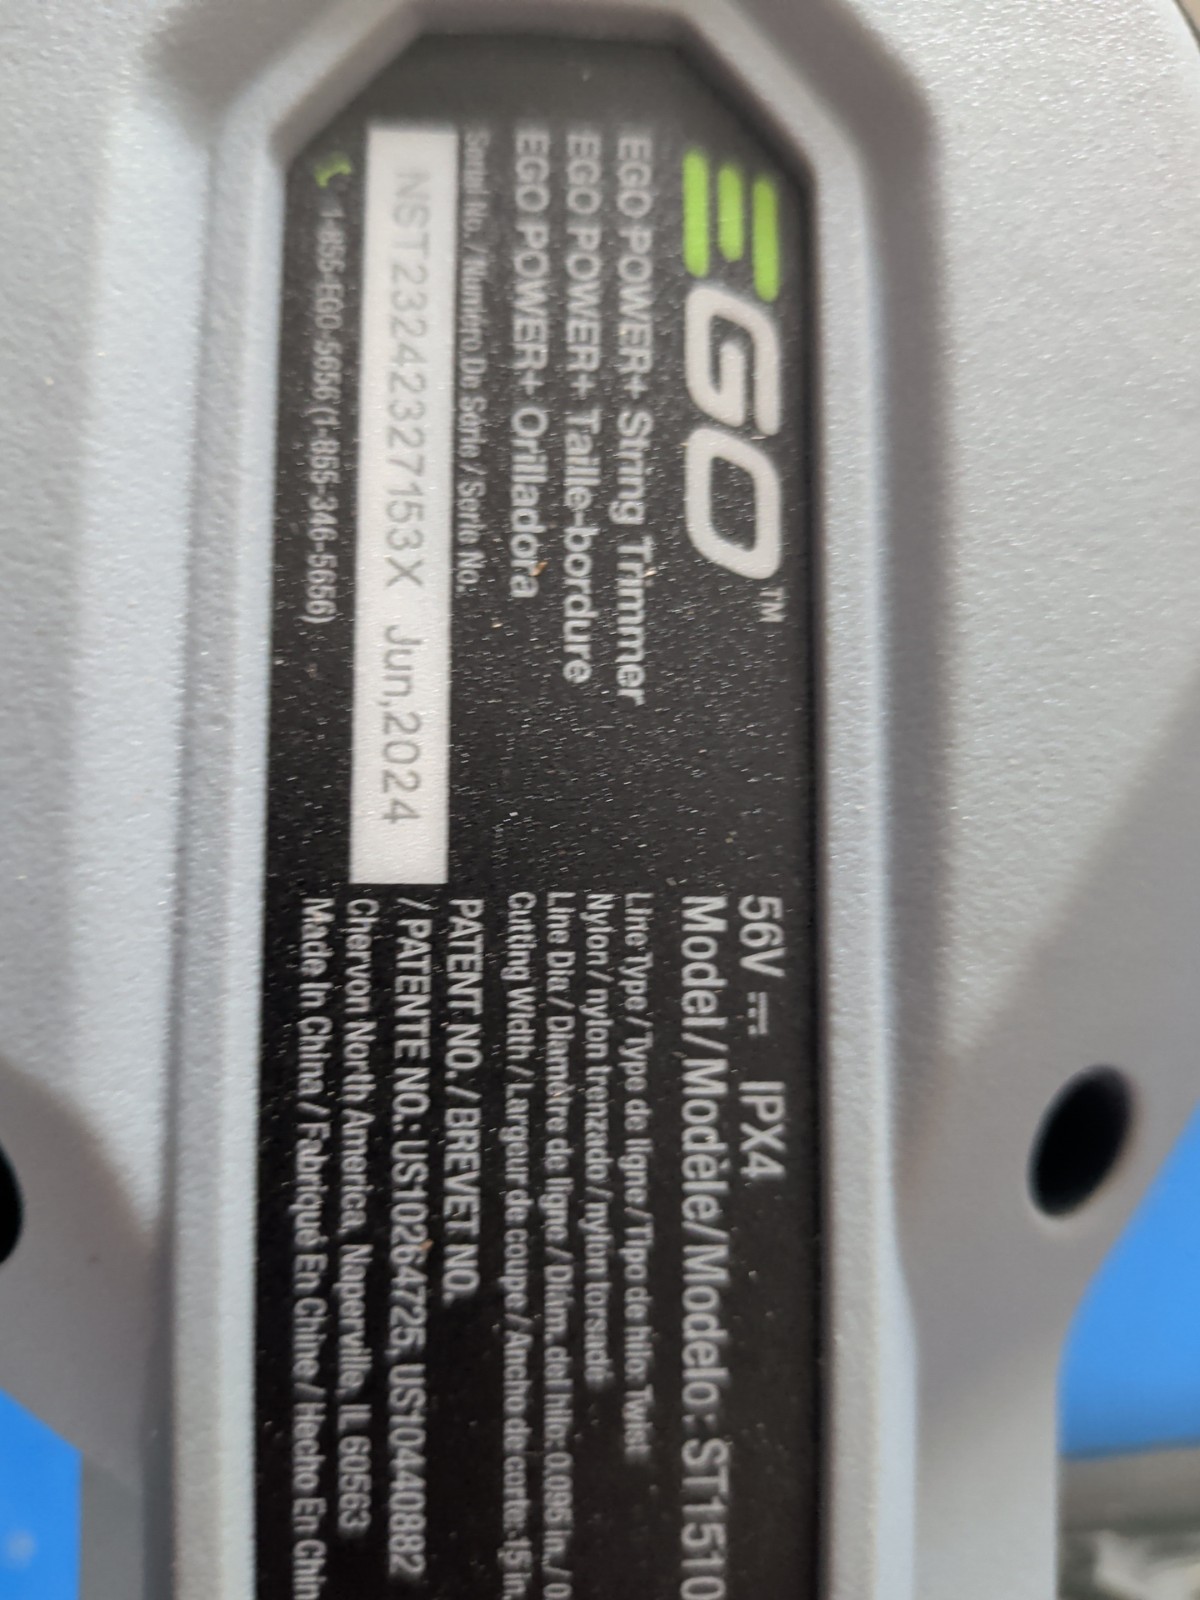 EGO™
EGO POWER+ String Trimmer
EGO POWER+ Taille-bordure
EGO POWER+ Orilladora
Serial No. / Numéro De Série / Serie No.
NST23242327153X Jun,2024
1-855-EGO-5656 (1-855-346-5656)
56V ⎓ IPX4
Model / Modèle / Modelo: ST1510
Line Type / Type de ligne / Tipo de hilo: Twist
Nylon / nylon trenzado / nylon torsadé
Line Dia / Diamètre de ligne / Diám. del hilo: 0.095 in. / 0
Cutting Width / Largeur de coupe / Ancho de corte: 15 in.
PATENT NO. / BREVET NO.
/ PATENTE NO.: US10264725, US10440882
Chervon North America, Naperville, IL 60563
Made In China / Fabriqué En Chine / Hecho En Chin